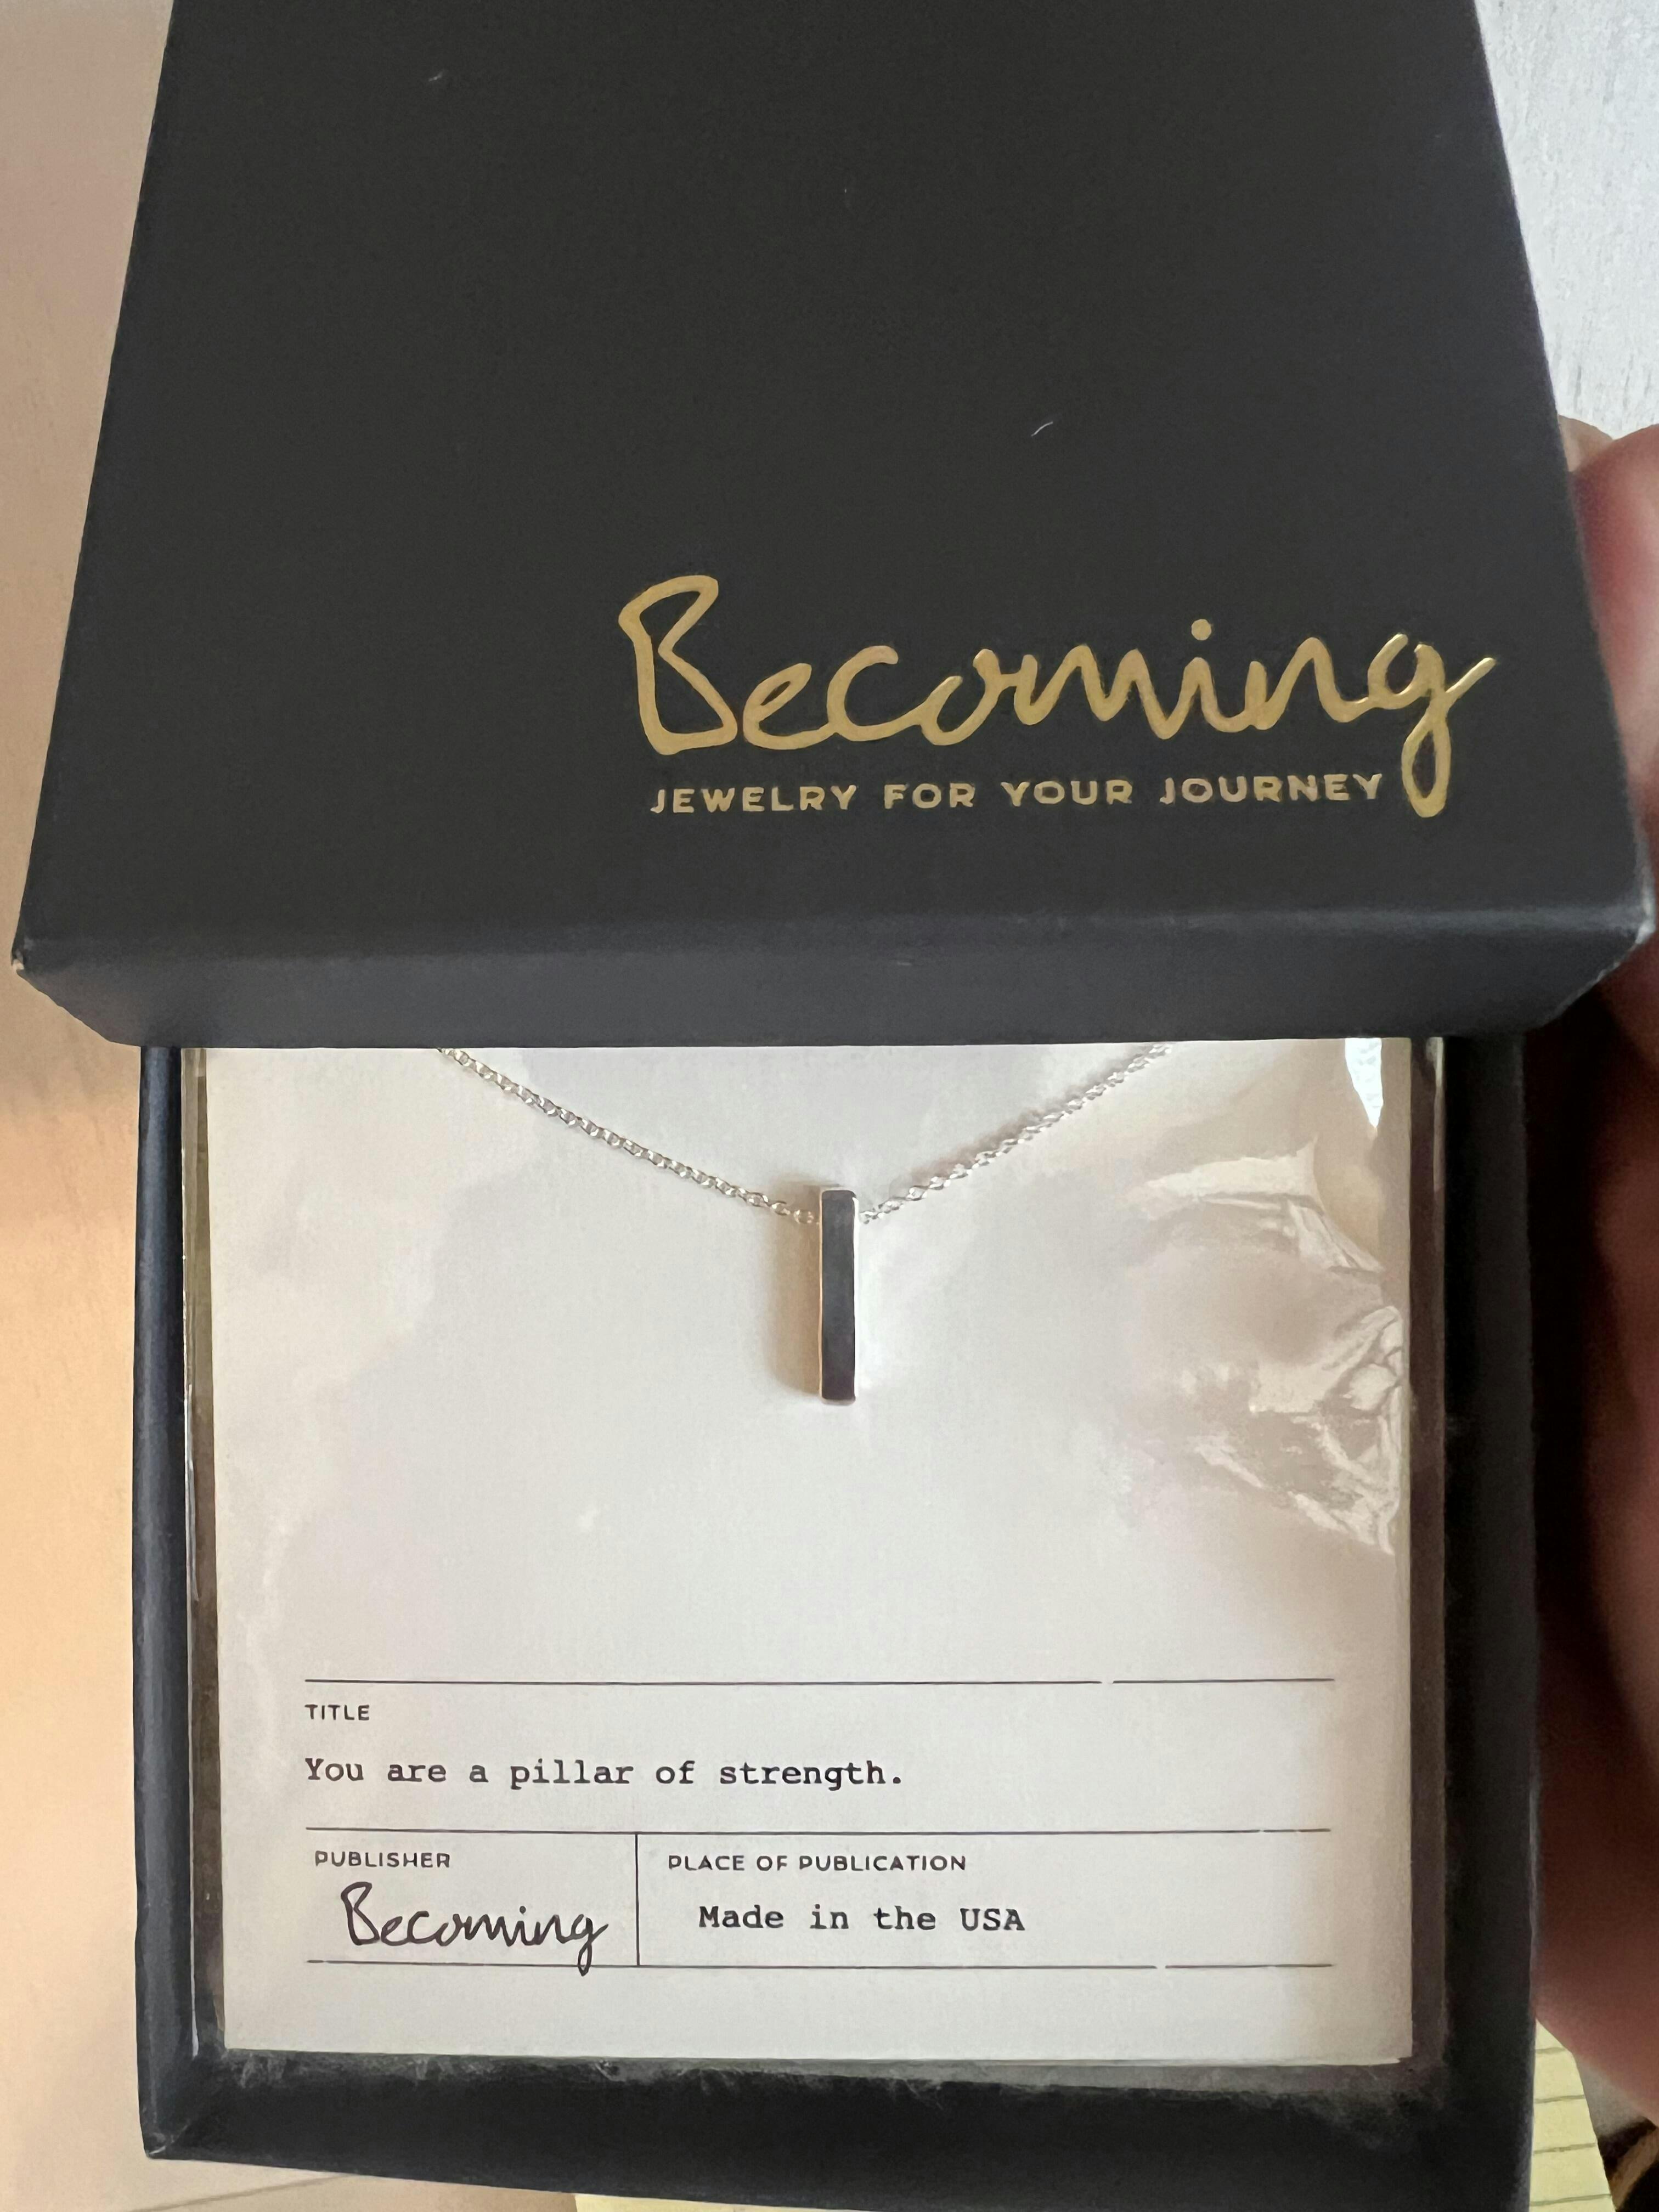 Becoming
JEWELRY FOR YOUR JOURNEY
TITLE
You are a pillar of strength.
PUBLISHER
Becoming
PLACE OF PUBLICATION
Made in the USA